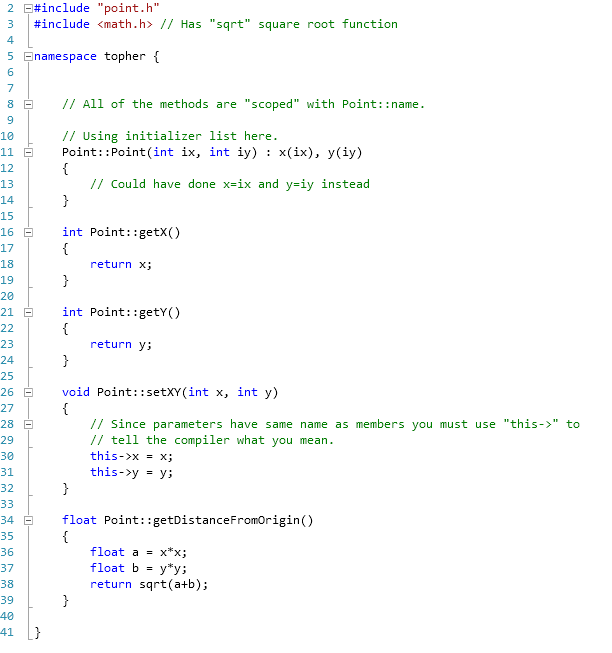 2 #include "point.h"
3 #include <math.h> // Has "sqrt" square root function
4
5 namespace topher {
6
7
8 // All of the methods are "scoped" with Point::name.
9
10 // Using initializer list here.
11 Point::Point(int ix, int iy) : x(ix), y(iy)
12 {
13 // Could have done x=ix and y=iy instead
14 }
15
16 int Point::getX()
17 {
18 return x;
19 }
20
21 int Point::getY()
22 {
23 return y;
24 }
25
26 void Point::setXY(int x, int y)
27 {
28 // Since parameters have same name as members you must use "this->" to
29 // tell the compiler what you mean.
30 this->x = x;
31 this->y = y;
32 }
33
34 float Point::getDistanceFromOrigin()
35 {
36 float a = x*x;
37 float b = y*y;
38 return sqrt(a+b);
39 }
40
41 }